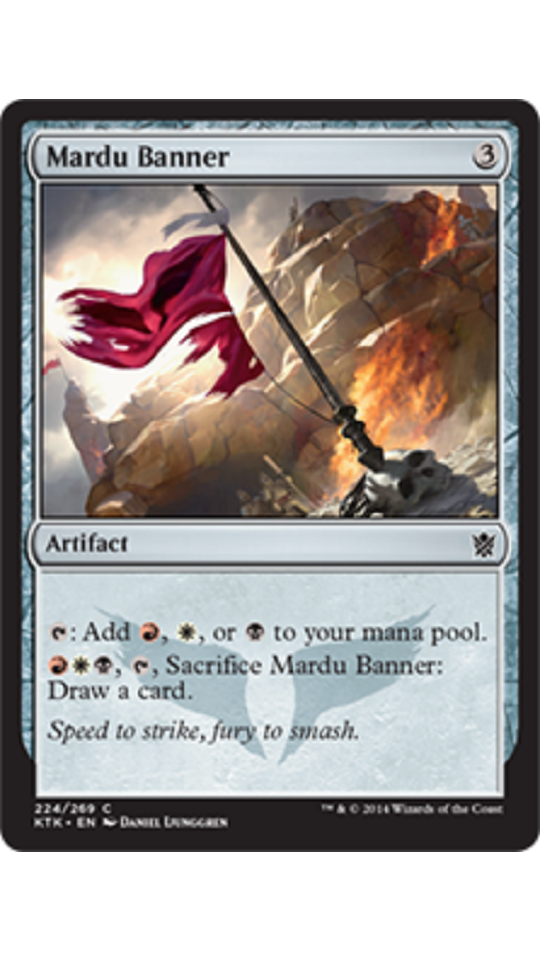 Mardu Banner 3
Artifact
: Add , , or to your mana pool.
, , Sacrifice Mardu Banner:
Draw a card.
Speed to strike, fury to smash.
224/269 C ™ & © 2014 Wizards of the Coast
KTK • EN Daniel Ljunggren